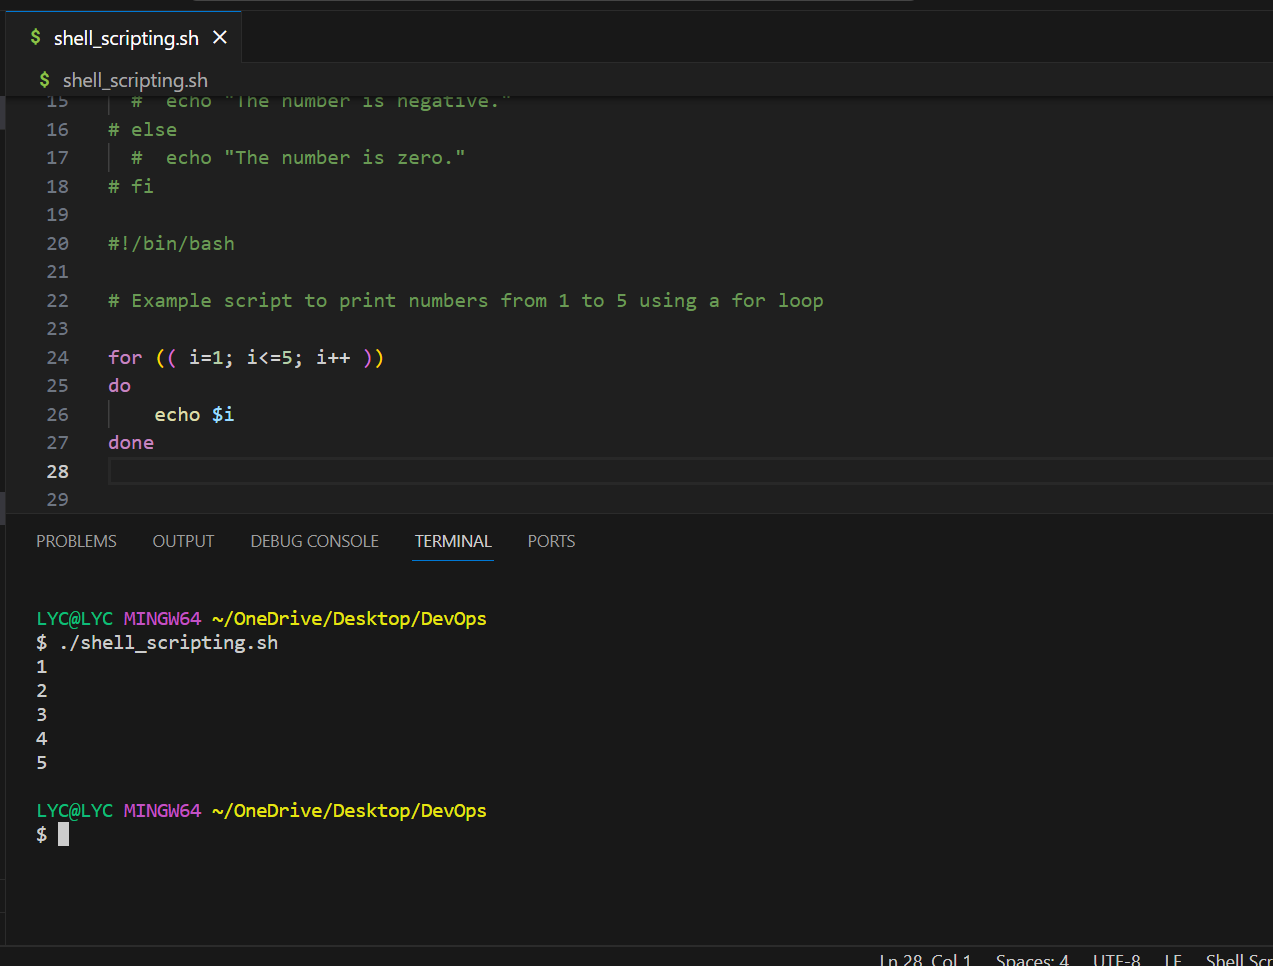 $ shell_scripting.sh ×
$ shell_scripting.sh
15 # echo "The number is negative."
16 # else
17 # echo "The number is zero."
18 # fi
19
20 #!/bin/bash
21
22 # Example script to print numbers from 1 to 5 using a for loop
23
24 for (( i=1; i<=5; i++ ))
25 do
26 echo $i
27 done
28
29
PROBLEMS OUTPUT DEBUG CONSOLE TERMINAL PORTS
LYC@LYC MINGW64 ~/OneDrive/Desktop/DevOps
$ ./shell_scripting.sh
1
2
3
4
5
LYC@LYC MINGW64 ~/OneDrive/Desktop/DevOps
$
Ln 28, Col 1 Spaces: 4 UTF-8 LF Shell Scr